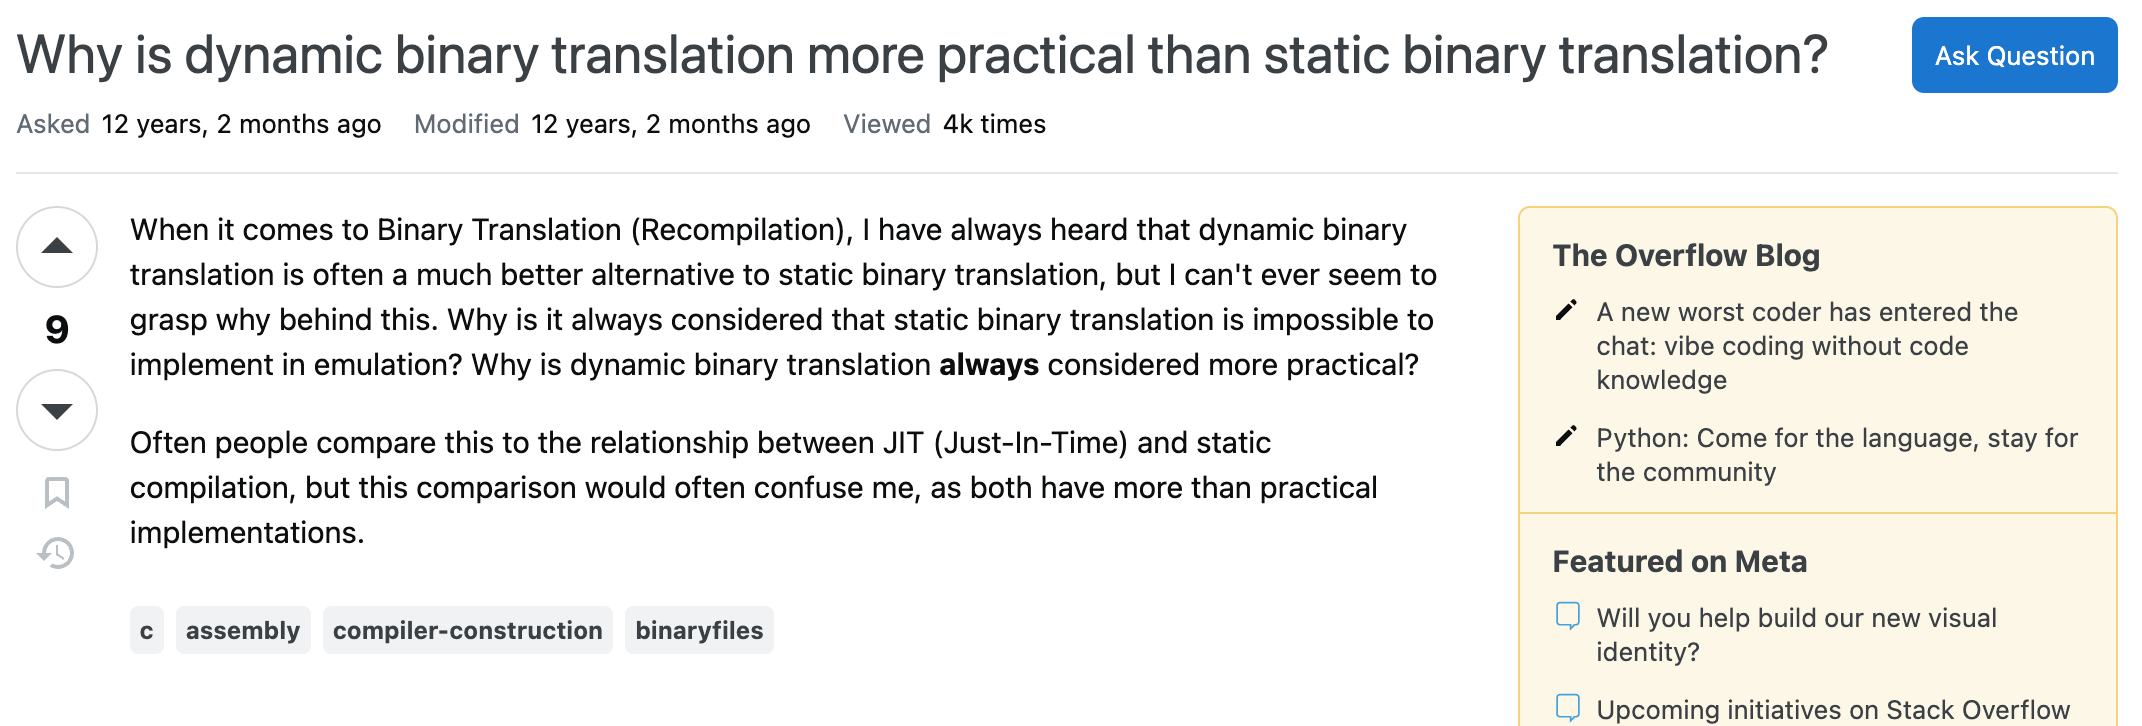 Why is dynamic binary translation more practical than static binary translation?
Ask Question
Asked 12 years, 2 months ago Modified 12 years, 2 months ago Viewed 4k times
When it comes to Binary Translation (Recompilation), I have always heard that dynamic binary
translation is often a much better alternative to static binary translation, but I can't ever seem to
grasp why behind this. Why is it always considered that static binary translation is impossible to
implement in emulation? Why is dynamic binary translation always considered more practical?
Often people compare this to the relationship between JIT (Just-In-Time) and static
compilation, but this comparison would often confuse me, as both have more than practical
implementations.
9
c assembly compiler-construction binaryfiles
The Overflow Blog
A new worst coder has entered the
chat: vibe coding without code
knowledge
Python: Come for the language, stay for
the community
Featured on Meta
Will you help build our new visual
identity?
Upcoming initiatives on Stack Overflow